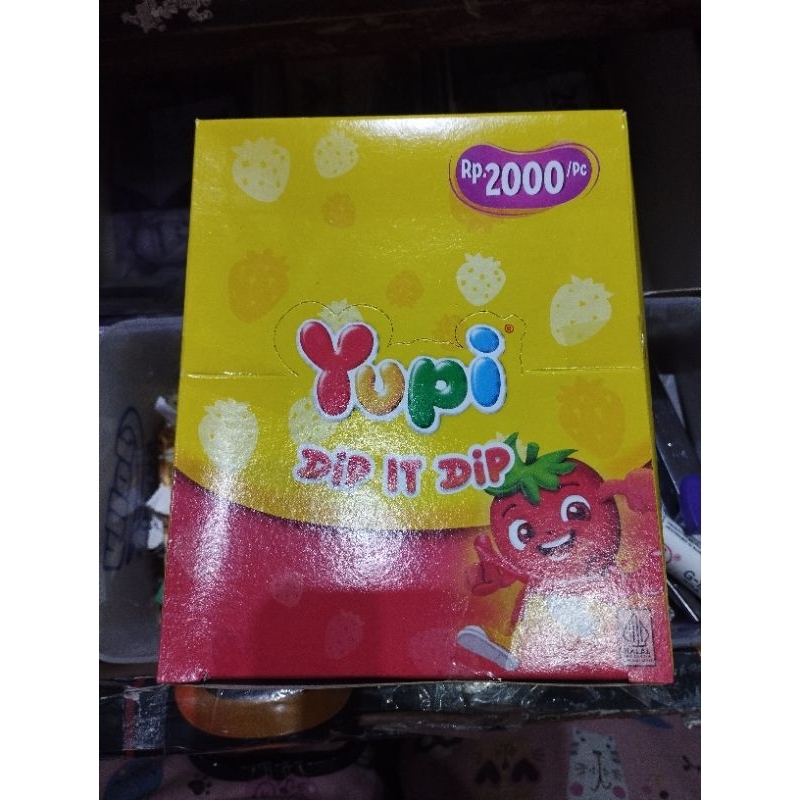 Rp.2000/Pc
Yupi®
DiP IT DiP
HALAL